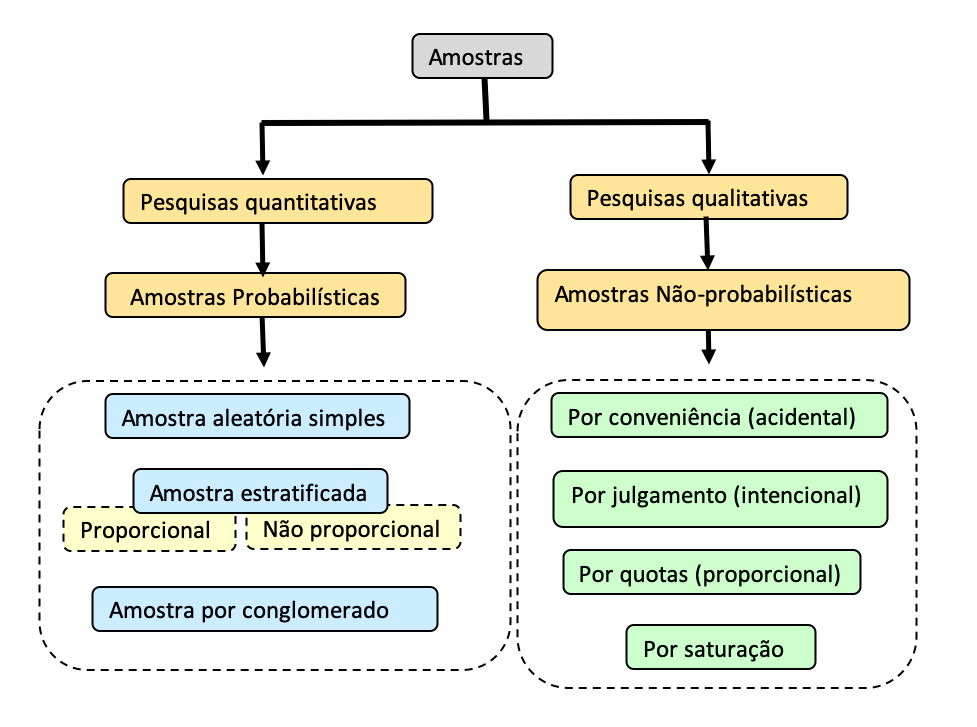 Amostras
Pesquisas quantitativas
Pesquisas qualitativas
Amostras Probabilísticas
Amostras Não-probabilísticas
Amostra aleatória simples
Amostra estratificada
Proporcional
Não proporcional
Amostra por conglomerado
Por conveniência (acidental)
Por julgamento (intencional)
Por quotas (proporcional)
Por saturação